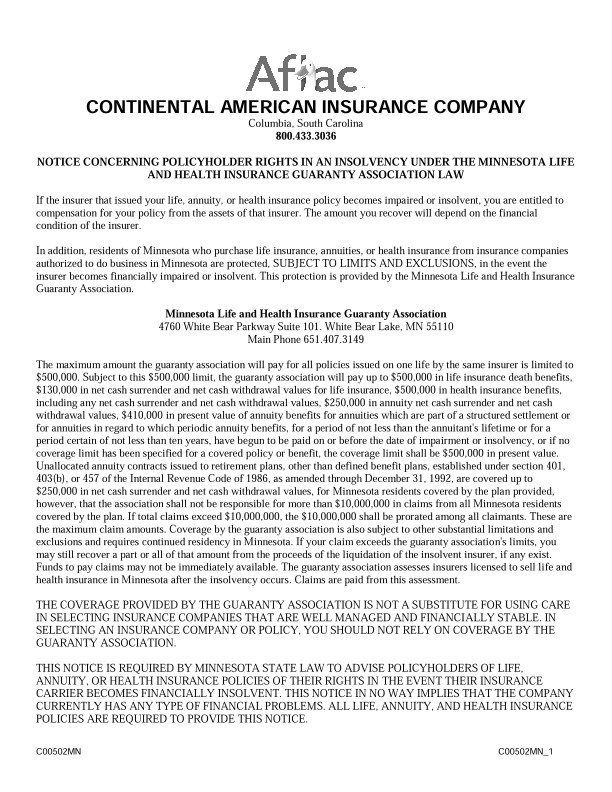 Aflac
CONTINENTAL AMERICAN INSURANCE COMPANY
Columbia, South Carolina
800.433.3036
NOTICE CONCERNING POLICYHOLDER RIGHTS IN AN INSOLVENCY UNDER THE MINNESOTA LIFE
AND HEALTH INSURANCE GUARANTY ASSOCIATION LAW
If the insurer that issued your life, annuity, or health insurance policy becomes impaired or insolvent, you are entitled to
compensation for your policy from the assets of that insurer. The amount you recover will depend on the financial
condition of the insurer.
In addition, residents of Minnesota who purchase life insurance, annuities, or health insurance from insurance companies
authorized to do business in Minnesota are protected, SUBJECT TO LIMITS AND EXCLUSIONS, in the event the
insurer becomes financially impaired or insolvent. This protection is provided by the Minnesota Life and Health Insurance
Guaranty Association.
Minnesota Life and Health Insurance Guaranty Association
4760 White Bear Parkway Suite 101. White Bear Lake, MN 55110
Main Phone 651.407.3149
The maximum amount the guaranty association will pay for all policies issued on one life by the same insurer is limited to
$500,000. Subject to this $500,000 limit, the guaranty association will pay up to $500,000 in life insurance death benefits,
$130,000 in net cash surrender and net cash withdrawal values for life insurance, $500,000 in health insurance benefits,
including any net cash surrender and net cash withdrawal values, $250,000 in annuity net cash surrender and net cash
withdrawal values, $410,000 in present value of annuity benefits for annuities which are part of a structured settlement or
for annuities in regard to which periodic annuity benefits, for a period of not less than the annuitant's lifetime or for a
period certain of not less than ten years, have begun to be paid on or before the date of impairment or insolvency, or if no
coverage limit has been specified for a covered policy or benefit, the coverage limit shall be $500,000 in present value.
Unallocated annuity contracts issued to retirement plans, other than defined benefit plans, established under section 401,
403(b), or 457 of the Internal Revenue Code of 1986, as amended through December 31, 1992, are covered up to
$250,000 in net cash surrender and net cash withdrawal values, for Minnesota residents covered by the plan provided,
however, that the association shall not be responsible for more than $10,000,000 in claims from all Minnesota residents
covered by the plan. If total claims exceed $10,000,000, the $10,000,000 shall be prorated among all claimants. These are
the maximum claim amounts. Coverage by the guaranty association is also subject to other substantial limitations and
exclusions and requires continued residency in Minnesota. If your claim exceeds the guaranty association's limits, you
may still recover a part or all of that amount from the proceeds of the liquidation of the insolvent insurer, if any exist.
Funds to pay claims may not be immediately available. The guaranty association assesses insurers licensed to sell life and
health insurance in Minnesota after the insolvency occurs. Claims are paid from this assessment.
THE COVERAGE PROVIDED BY THE GUARANTY ASSOCIATION IS NOT A SUBSTITUTE FOR USING CARE
IN SELECTING INSURANCE COMPANIES THAT ARE WELL MANAGED AND FINANCIALLY STABLE. IN
SELECTING AN INSURANCE COMPANY OR POLICY, YOU SHOULD NOT RELY ON COVERAGE BY THE
GUARANTY ASSOCIATION.
THIS NOTICE IS REQUIRED BY MINNESOTA STATE LAW TO ADVISE POLICYHOLDERS OF LIFE,
ANNUITY, OR HEALTH INSURANCE POLICIES OF THEIR RIGHTS IN THE EVENT THEIR INSURANCE
CARRIER BECOMES FINANCIALLY INSOLVENT. THIS NOTICE IN NO WAY IMPLIES THAT THE COMPANY
CURRENTLY HAS ANY TYPE OF FINANCIAL PROBLEMS. ALL LIFE, ANNUITY, AND HEALTH INSURANCE
POLICIES ARE REQUIRED TO PROVIDE THIS NOTICE.
C00502MN
C00502MN_1